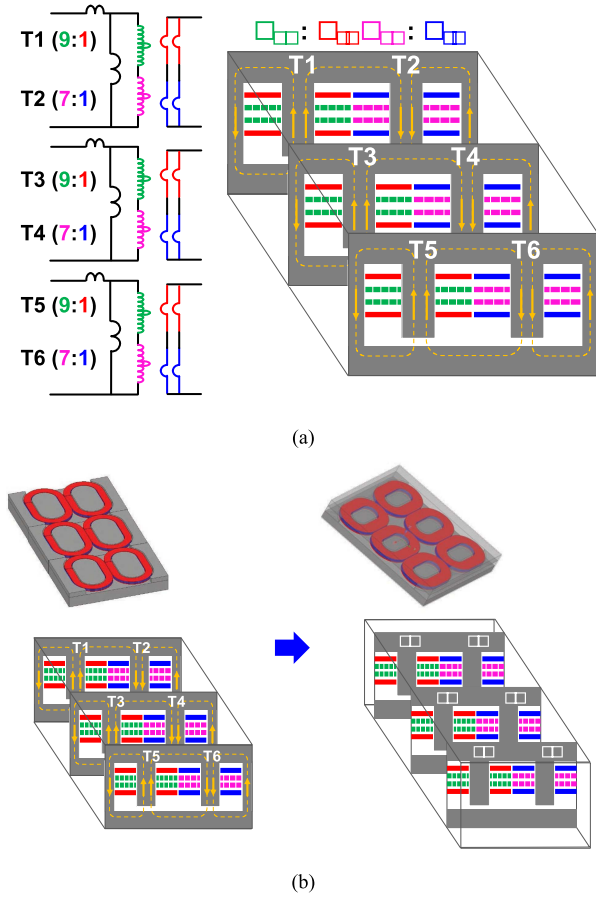 T1 (9:1)
T2 (7:1)
T3 (9:1)
T4 (7:1)
T5 (9:1)
T6 (7:1)
□□□: □□□ □□□: □□□
T1 T2
T3 T4
T5 T6
(a)
T1 T2
T3 T4
T5 T6
□□ □□
□□ □□
□□ □□
(b)